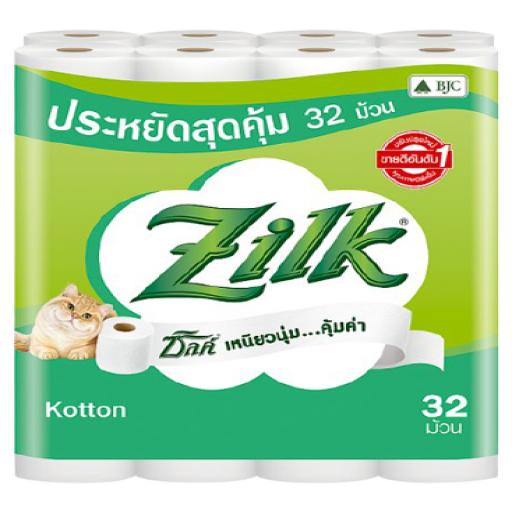 BJC
ประหยัดสุดคุ้ม 32 ม้วน
ขายดีอันดับ 1
Zilk®
ซิลค์ เหนียวนุ่ม...คุ้มค่า
Kotton
32
ม้วน